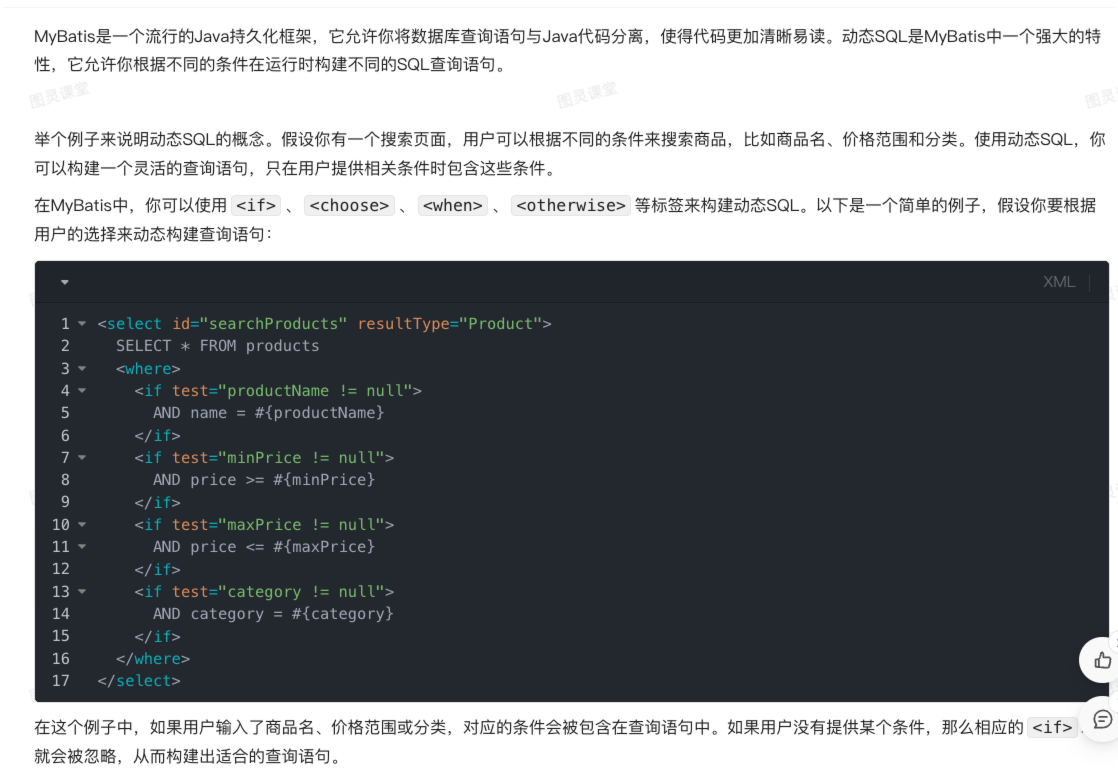 MyBatis是一个流行的Java持久化框架，它允许你将数据库查询语句与Java代码分离，使得代码更加清晰易读。动态SQL是MyBatis中一个强大的特
性，它允许你根据不同的条件在运行时构建不同的SQL查询语句。
图灵课堂
图灵课堂
图灵
举个例子来说明动态SQL的概念。假设你有一个搜索页面，用户可以根据不同的条件来搜索商品，比如商品名、价格范围和分类。使用动态SQL，你
可以构建一个灵活的查询语句，只在用户提供相关条件时包含这些条件。
在MyBatis中，你可以使用 <if> 、 <choose> 、 <when> 、 <otherwise> 等标签来构建动态SQL。以下是一个简单的例子，假设你要根据
用户的选择来动态构建查询语句：
XML
1 <select id="searchProducts" resultType="Product">
2 SELECT * FROM products
3 <where>
4 <if test="productName != null">
5 AND name = #{productName}
6 </if>
7 <if test="minPrice != null">
8 AND price >= #{minPrice}
9 </if>
10 <if test="maxPrice != null">
11 AND price <= #{maxPrice}
12 </if>
13 <if test="category != null">
14 AND category = #{category}
15 </if>
16 </where>
17 </select>
在这个例子中，如果用户输入了商品名、价格范围或分类，对应的条件会被包含在查询语句中。如果用户没有提供某个条件，那么相应的 <if>
就会被忽略，从而构建出适合的查询语句。